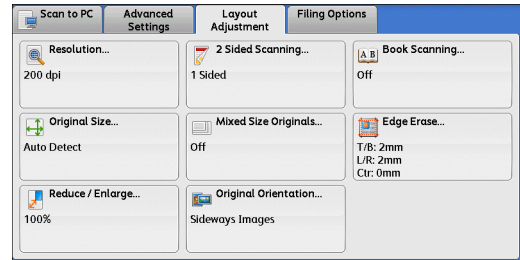 Scan to PC
Advanced
Settings
Layout
Adjustment
Filing Options
Resolution...
200 dpi
2 Sided Scanning...
1 Sided
A B
Book Scanning...
Off
Original Size...
Auto Detect
Mixed Size Originals...
Off
Edge Erase...
T/B: 2mm
L/R: 2mm
Ctr: 0mm
Reduce / Enlarge...
100%
Original Orientation...
Sideways Images